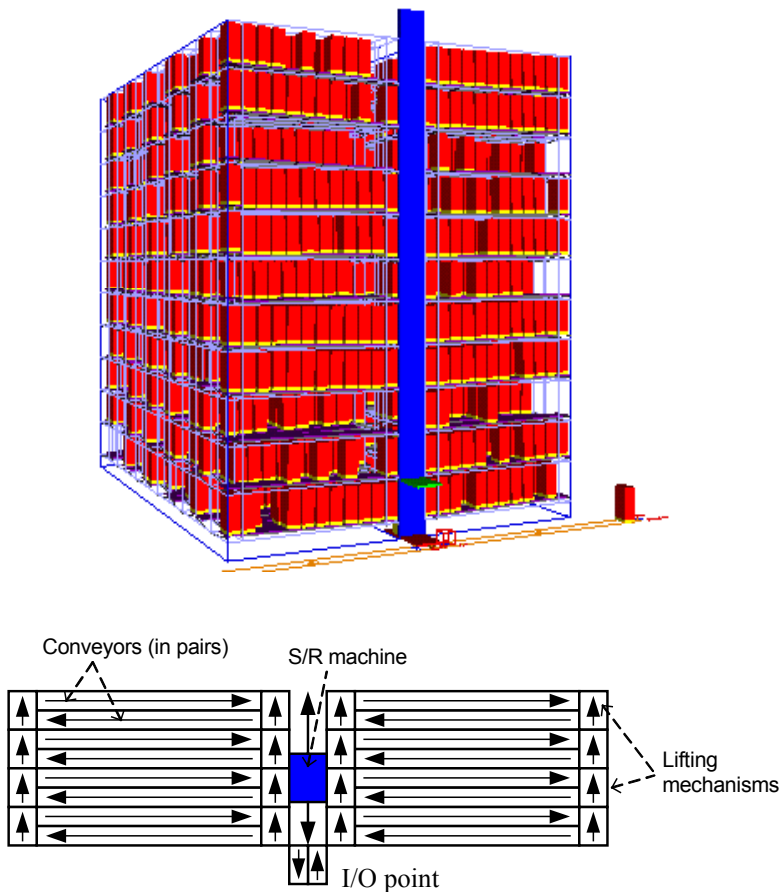 Conveyors (in pairs)
S/R machine
Lifting
mechanisms
I/O point